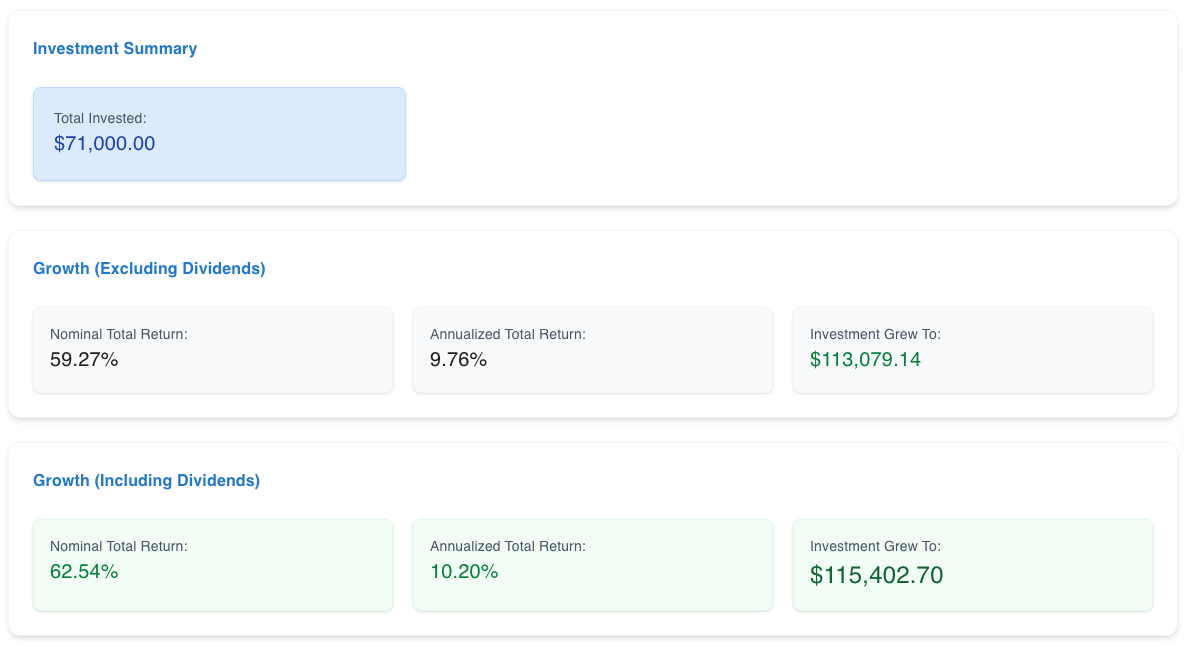 Investment Summary
Total Invested:
$71,000.00
Growth (Excluding Dividends)
Nominal Total Return:
59.27%
Annualized Total Return:
9.76%
Investment Grew To:
$113,079.14
Growth (Including Dividends)
Nominal Total Return:
62.54%
Annualized Total Return:
10.20%
Investment Grew To:
$115,402.70